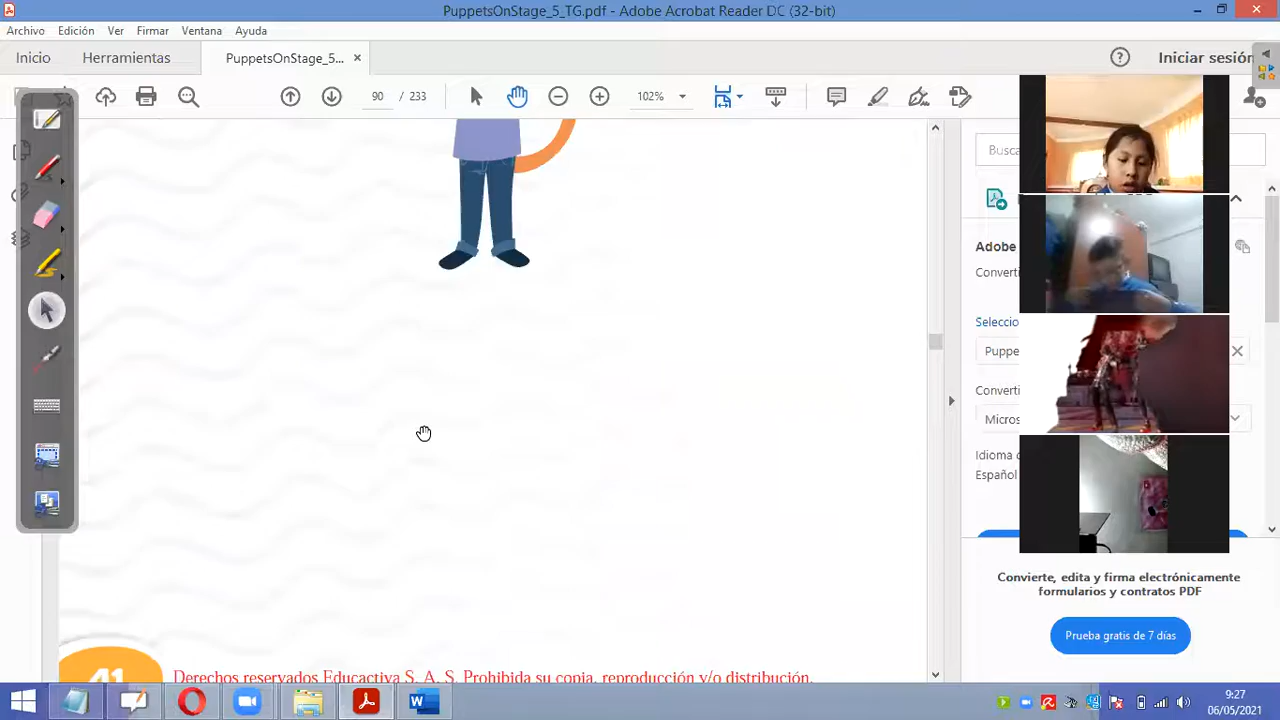 PuppetsOnStage_5_TG.pdf - Adobe Acrobat Reader DC (32-bit)
Archivo Edición Ver Firmar Ventana Ayuda
Inicio Herramientas PuppetsOnStage_5... Iniciar sesión
90 / 233 102%
Busca
Adobe
Converti
Seleccio
Puppe
Converti
Micros
Idioma
Español
Convierte, edita y firma electrónicamente
formularios y contratos PDF
Prueba gratis de 7 días
41 Derechos reservados Educactiva S. A. S. Prohibida su copia, reproducción y/o distribución.
9:27
06/05/2021